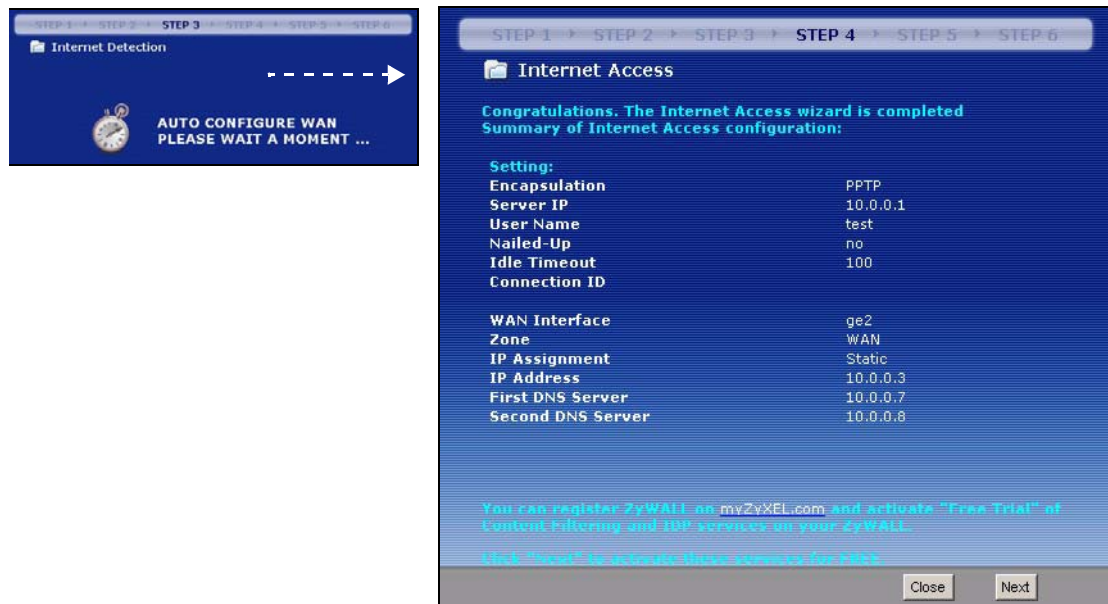 STEP 1 STEP 2 STEP 3 STEP 4 STEP 5 STEP 6
Internet Detection
AUTO CONFIGURE WAN
PLEASE WAIT A MOMENT ...
STEP 1 STEP 2 STEP 3 STEP 4 STEP 5 STEP 6
Internet Access
Congratulations. The Internet Access wizard is completed
Summary of Internet Access configuration:
Setting:
Encapsulation PPTP
Server IP 10.0.0.1
User Name test
Nailed-Up no
Idle Timeout 100
Connection ID
WAN Interface ge2
Zone WAN
IP Assignment Static
IP Address 10.0.0.3
First DNS Server 10.0.0.7
Second DNS Server 10.0.0.8
You can register ZyWALL on myZyXEL.com and activate "Free Trial" of
Content Filtering and IDP services on your ZyWALL.
Click "Next" to activate these services for FREE.
Close Next